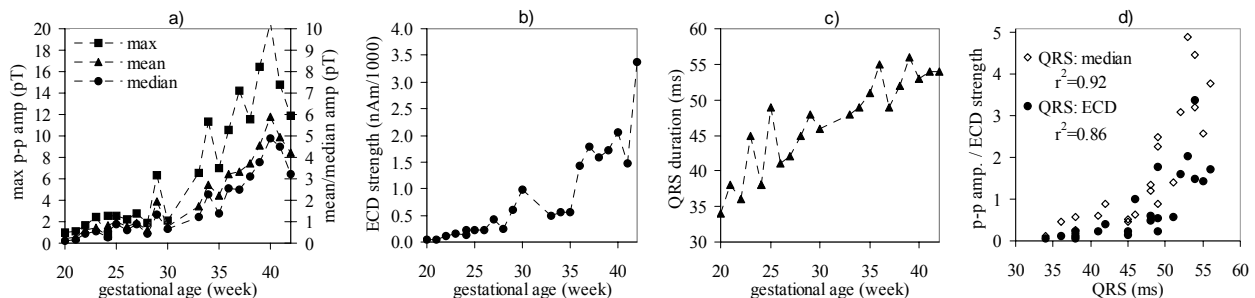 a)
max p-p amp (pT)
20
18
16
14
12
10
8
6
4
2
0
max
mean
median
10
9
8
7
6
5
4
3
2
1
0
mean/median amp (pT)
20 25 30 35 40
gestational age (week)
b)
ECD strength (nAm/1000)
3.5
3.0
2.5
2.0
1.5
1.0
0.5
0.0
20 25 30 35 40
gestational age (week)
c)
QRS duration (ms)
60
55
50
45
40
35
30
20 25 30 35 40
gestational age (week)
d)
p-p amp. / ECD strength
5
4
3
2
1
0
QRS: median
r²=0.92
QRS: ECD
r²=0.86
30 35 40 45 50 55 60
QRS (ms)